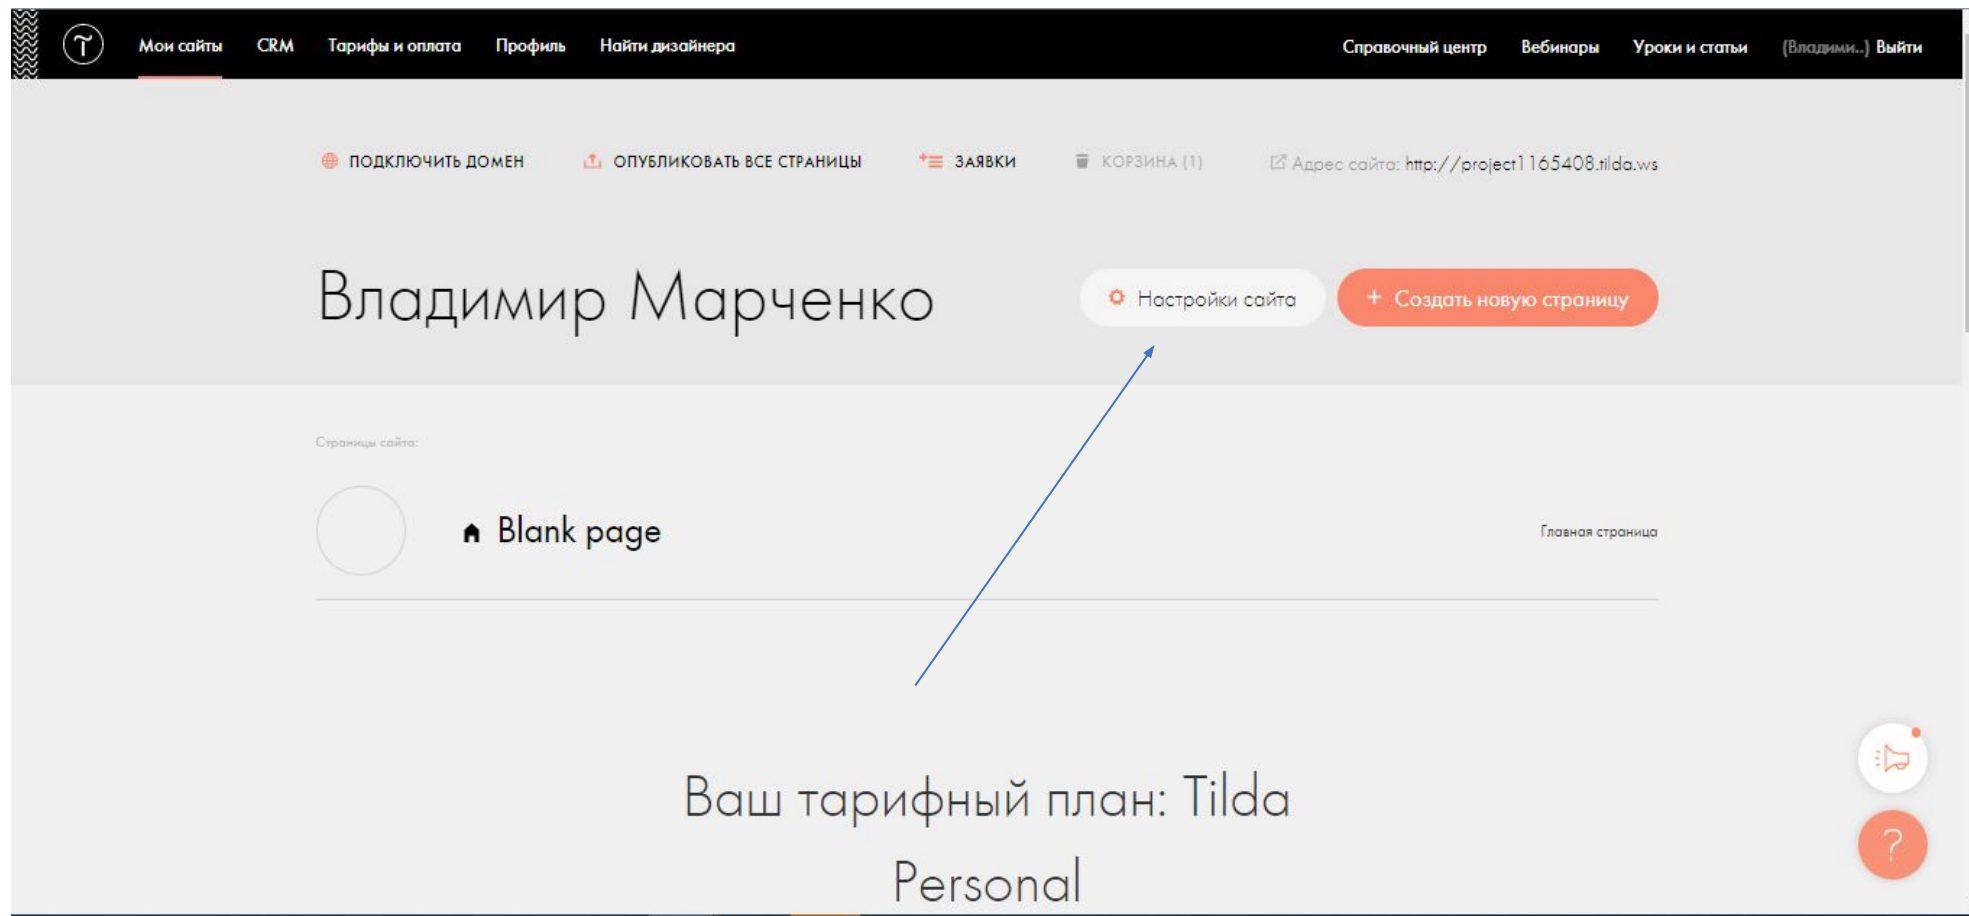 Мои сайты CRM Тарифы и оплата Профиль Найти дизайнера Справочный центр Вебинары Уроки и статьи (Владими..) Выйти
ПОДКЛЮЧИТЬ ДОМЕН ОПУБЛИКОВАТЬ ВСЕ СТРАНИЦЫ ЗАЯВКИ КОРЗИНА (1) Адрес сайта: http://project1165408.tilda.ws
Владимир Марченко Настройки сайта + Создать новую страницу
Страницы сайта:
Blank page Главная страница
Ваш тарифный план: Tilda
Personal
?